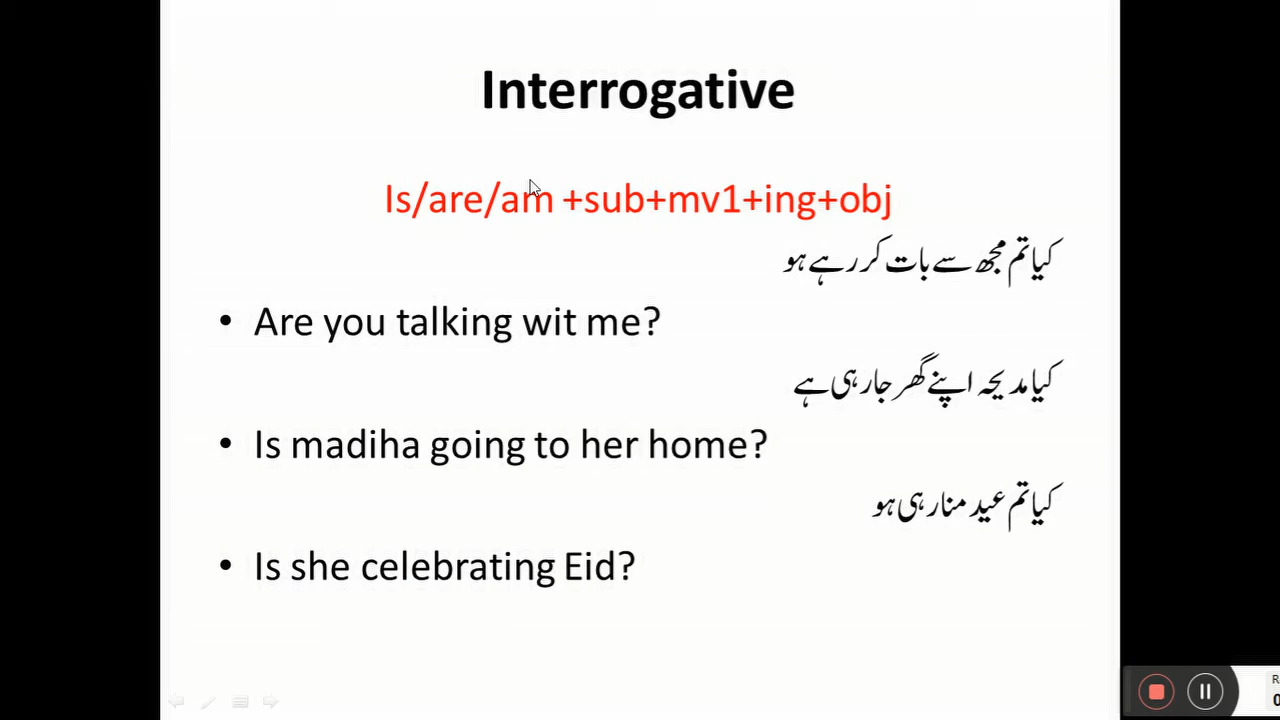 Interrogative
Is/are/am +sub+mv1+ing+obj
کیا تم مجھ سے بات کر رہے ہو
• Are you talking wit me?
کیا مدیحہ اپنے گھر جا رہی ہے
• Is madiha going to her home?
کیا تم عید منا رہی ہو
• Is she celebrating Eid?